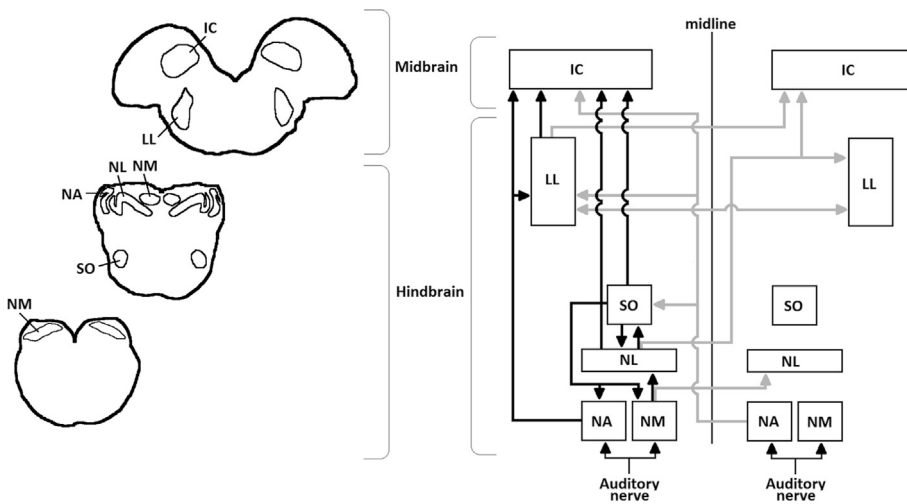 IC
LL
Midbrain
NM
NL
NA
SO
NM
Hindbrain
midline
IC
IC
LL
LL
SO
SO
NL
NL
NA
NM
NA
NM
Auditory
nerve
Auditory
nerve